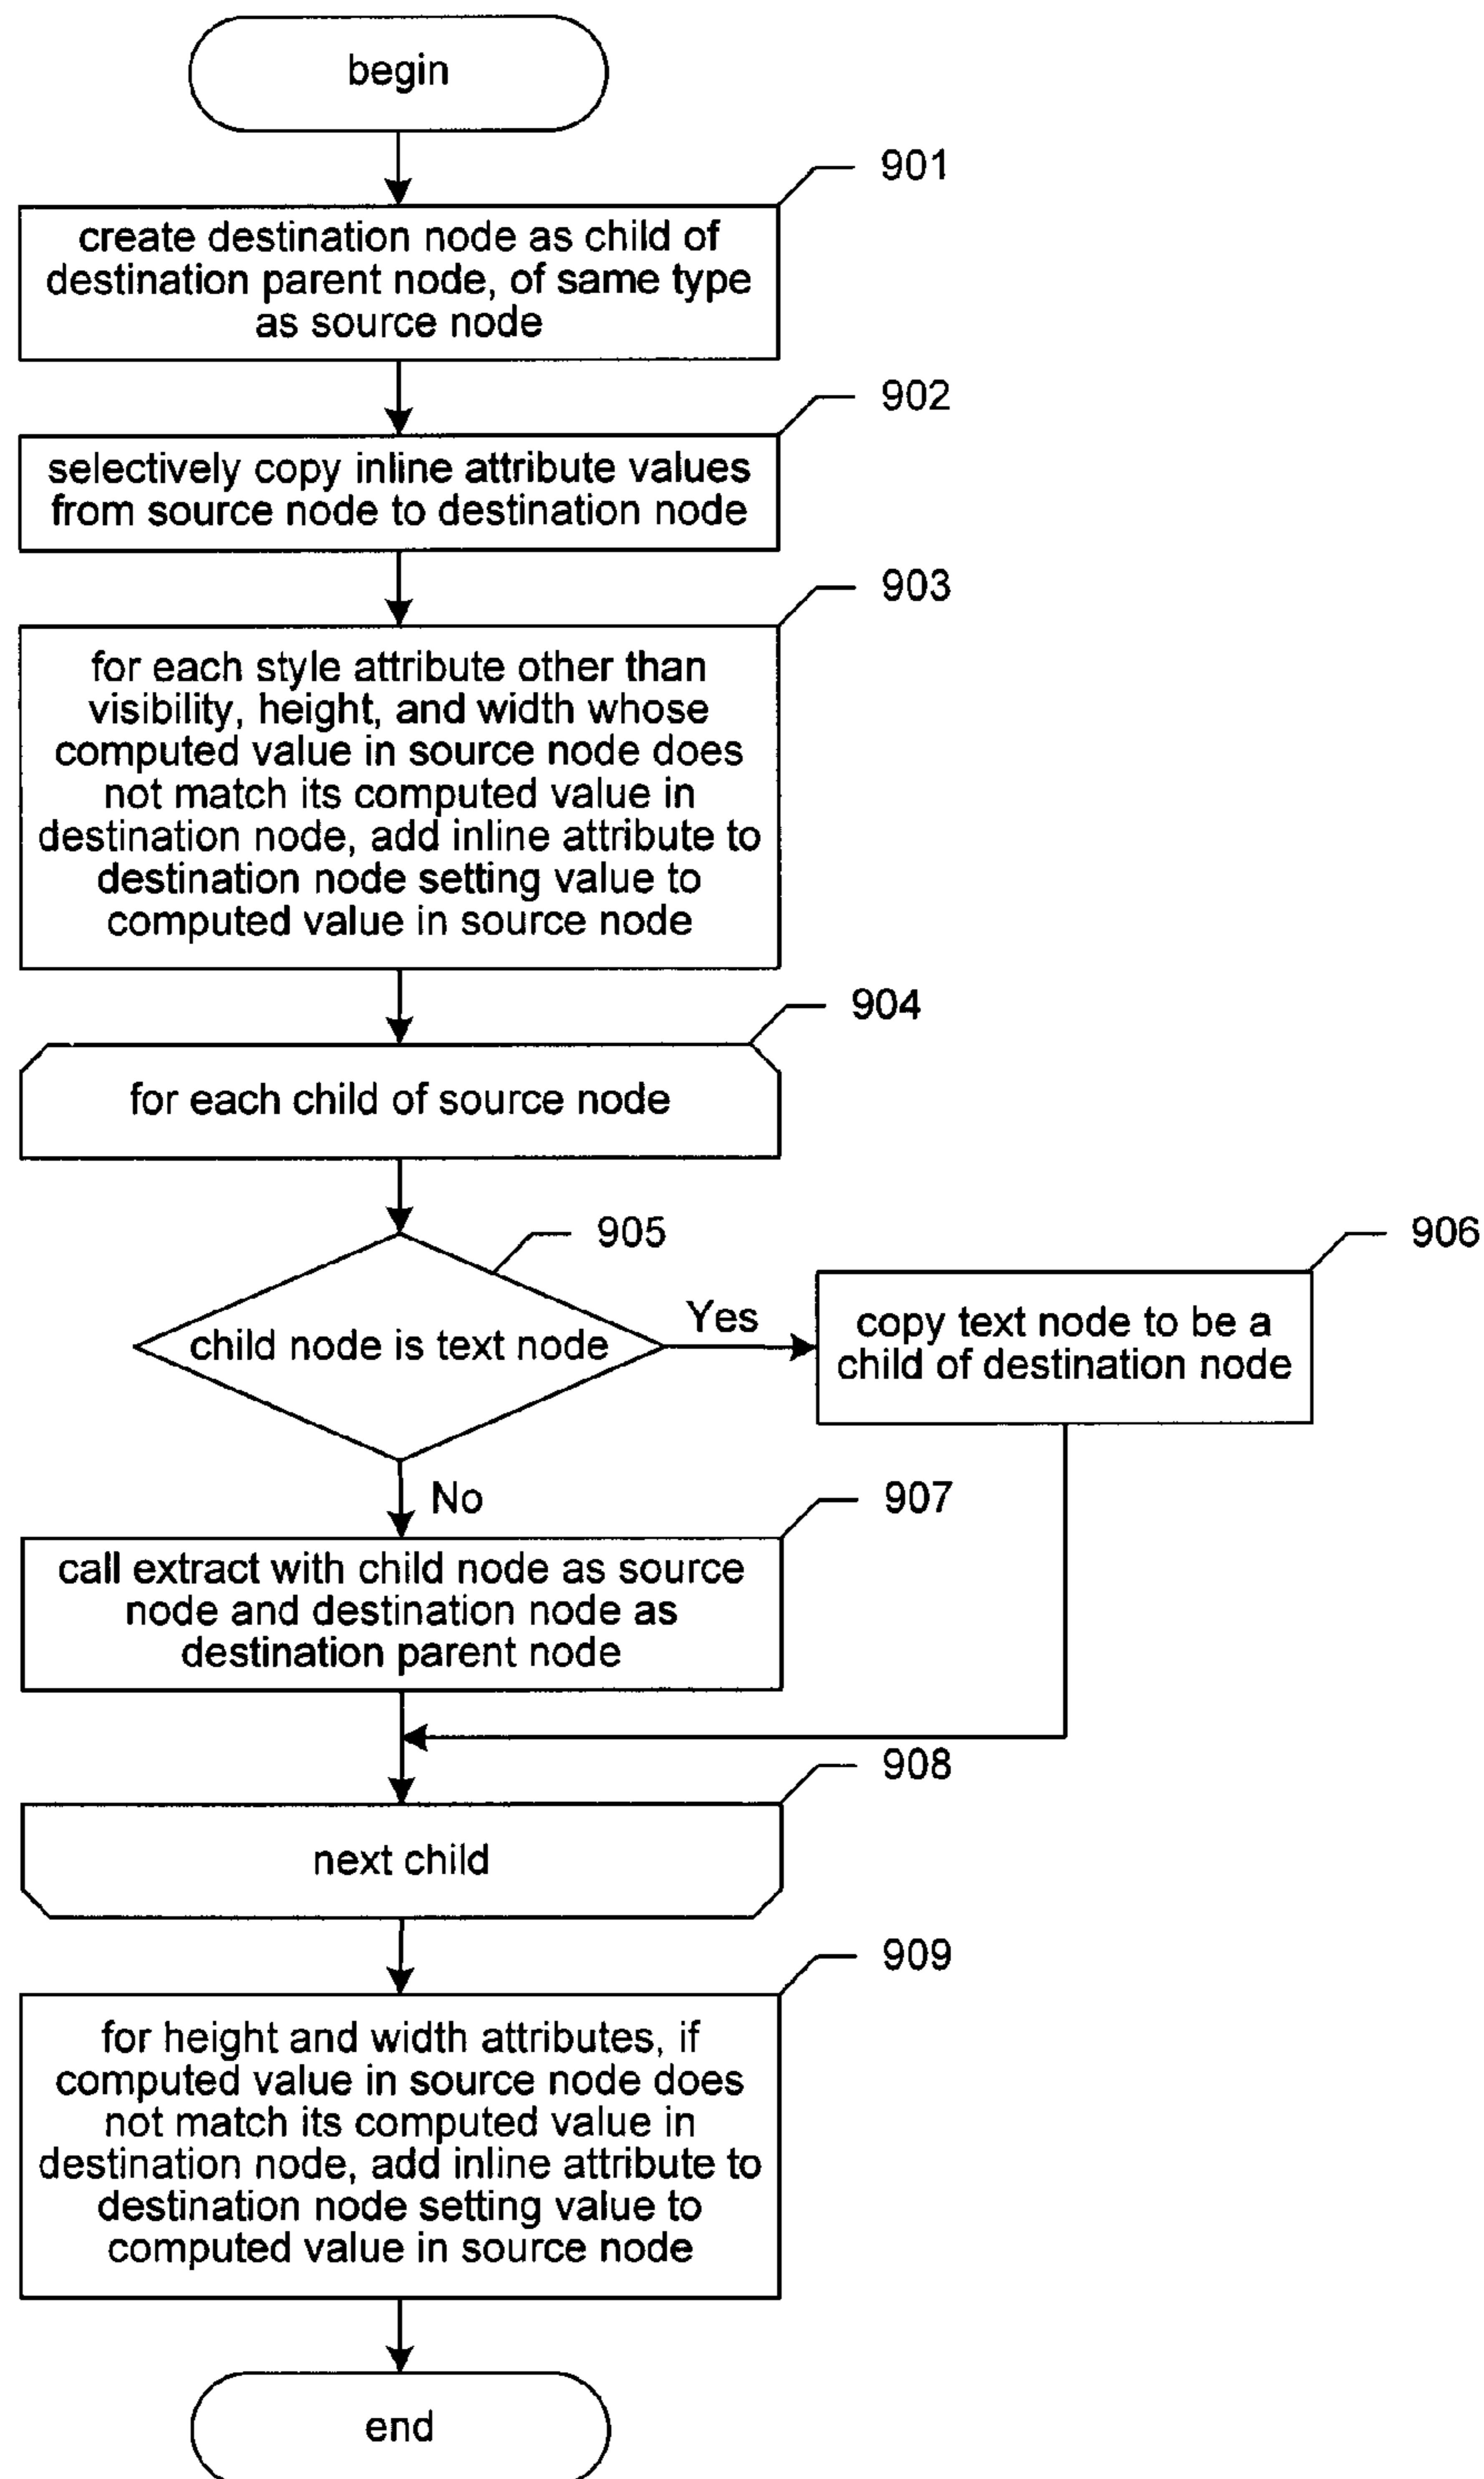 begin
901
create destination node as child of
destination parent node, of same type
as source node
902
selectively copy inline attribute values
from source node to destination node
903
for each style attribute other than
visibility, height, and width whose
computed value in source node does
not match its computed value in
destination node, add inline attribute to
destination node setting value to
computed value in source node
904
for each child of source node
905
906
child node is text node
Yes
copy text node to be a
child of destination node
No
907
call extract with child node as source
node and destination node as
destination parent node
908
next child
909
for height and width attributes, if
computed value in source node does
not match its computed value in
destination node, add inline attribute to
destination node setting value to
computed value in source node
end